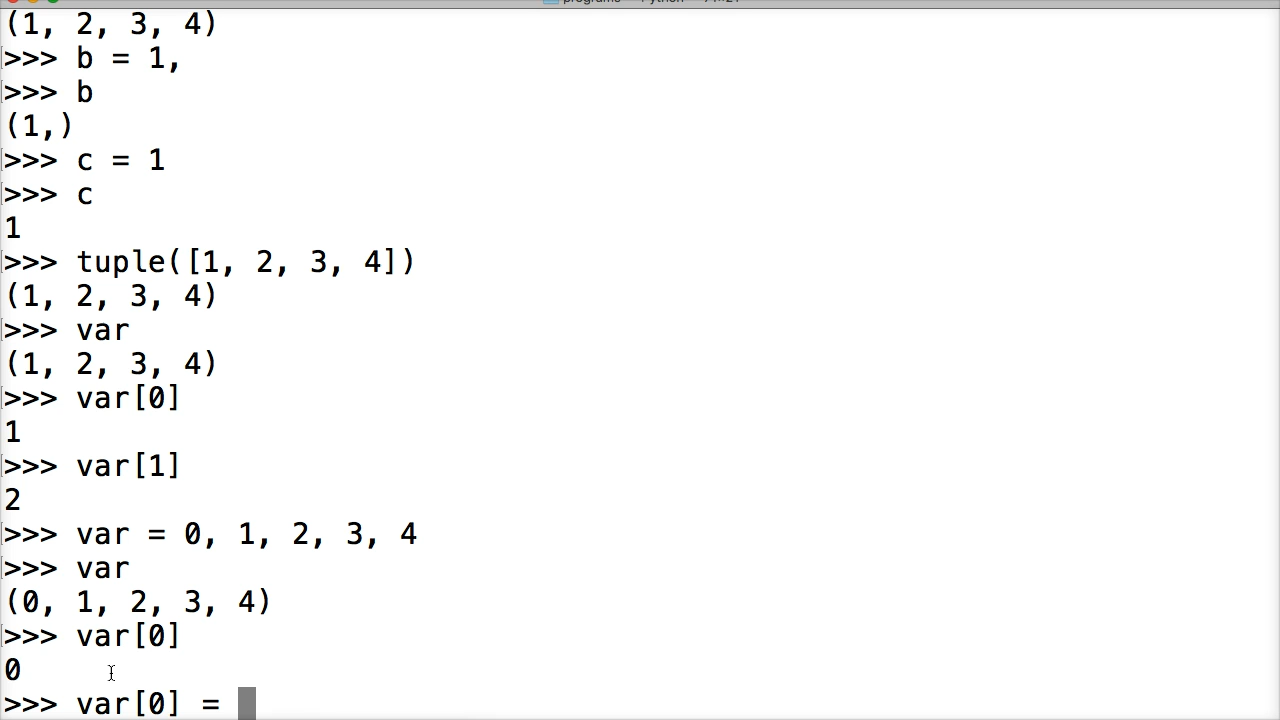 (1, 2, 3, 4)
>>> b = 1,
>>> b
(1,)
>>> c = 1
>>> c
1
>>> tuple([1, 2, 3, 4])
(1, 2, 3, 4)
>>> var
(1, 2, 3, 4)
>>> var[0]
1
>>> var[1]
2
>>> var = 0, 1, 2, 3, 4
>>> var
(0, 1, 2, 3, 4)
>>> var[0]
0
>>> var[0] =